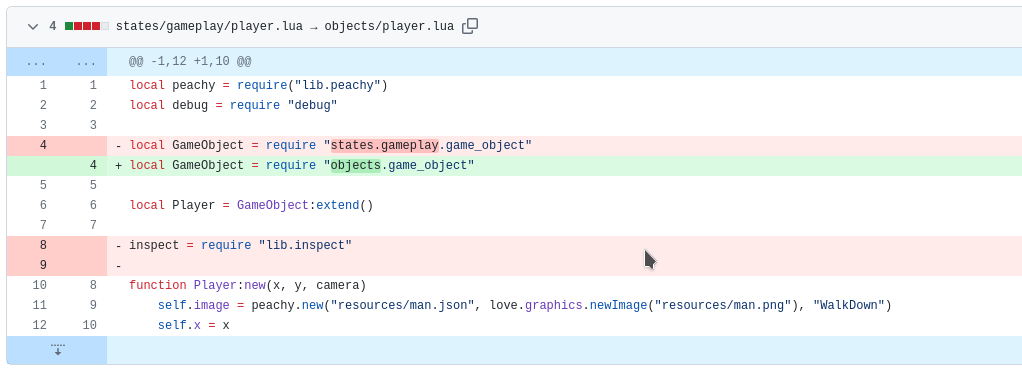 4 states/gameplay/player.lua → objects/player.lua
... ... @@ -1,12 +1,10 @@
1 1 local peachy = require("lib.peachy")
2 2 local debug = require "debug"
3 3
4 - local GameObject = require "states.gameplay.game_object"
4 + local GameObject = require "objects.game_object"
5 5
6 6 local Player = GameObject:extend()
7 7
8 - inspect = require "lib.inspect"
9 -
10 8 function Player:new(x, y, camera)
11 9 self.image = peachy.new("resources/man.json", love.graphics.newImage("resources/man.png"), "WalkDown")
12 10 self.x = x